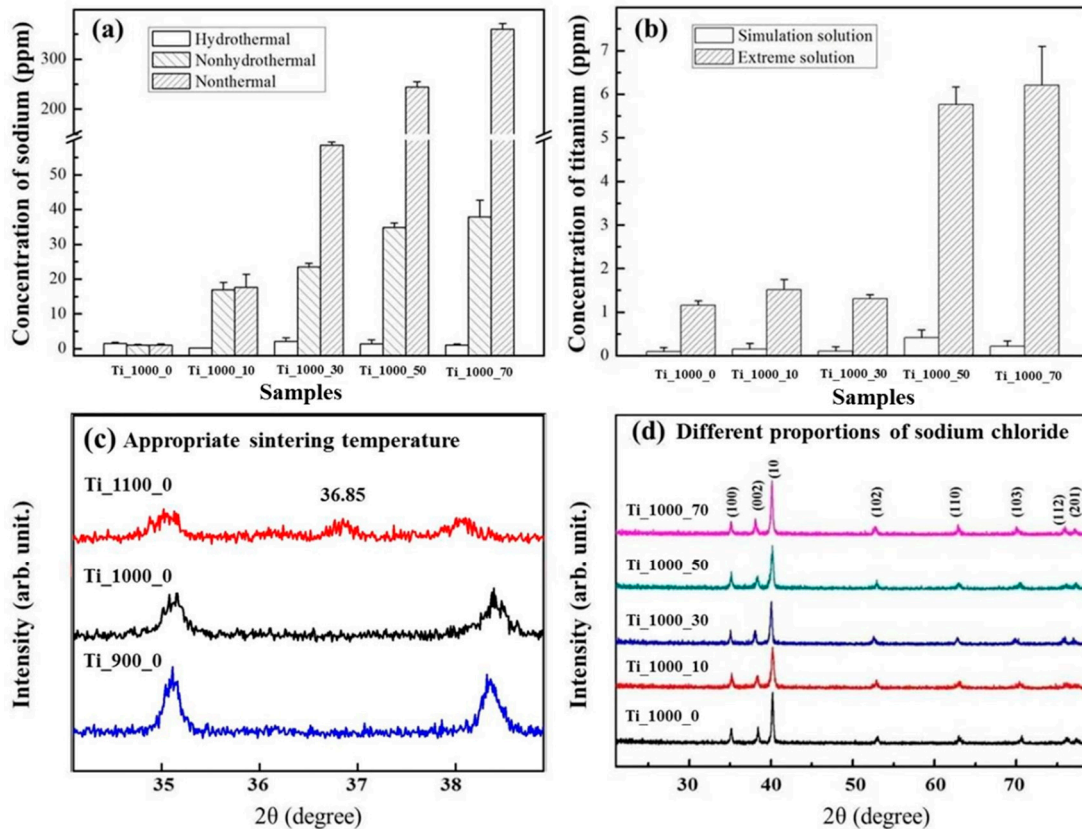 (a)
Hydrothermal
Nonhydrothermal
Nonthermal
Concentration of sodium (ppm)
300
200
50
40
30
20
10
0
Ti_1000_0 Ti_1000_10 Ti_1000_30 Ti_1000_50 Ti_1000_70
Samples
(b)
Simulation solution
Extreme solution
Concentration of titanium (ppm)
7
6
5
4
3
2
1
0
Ti_1000_0 Ti_1000_10 Ti_1000_30 Ti_1000_50 Ti_1000_70
Samples
(c) Appropriate sintering temperature
Ti_1100_0
36.85
Ti_1000_0
Ti_900_0
Intensity (arb. unit.)
35 36 37 38
2θ (degree)
(d) Different proportions of sodium chloride
(100) (002) (10 (102) (110) (103) (112) (201)
Ti_1000_70
Ti_1000_50
Ti_1000_30
Ti_1000_10
Ti_1000_0
Intensity (arb. unit.)
30 40 50 60 70
2θ (degree)